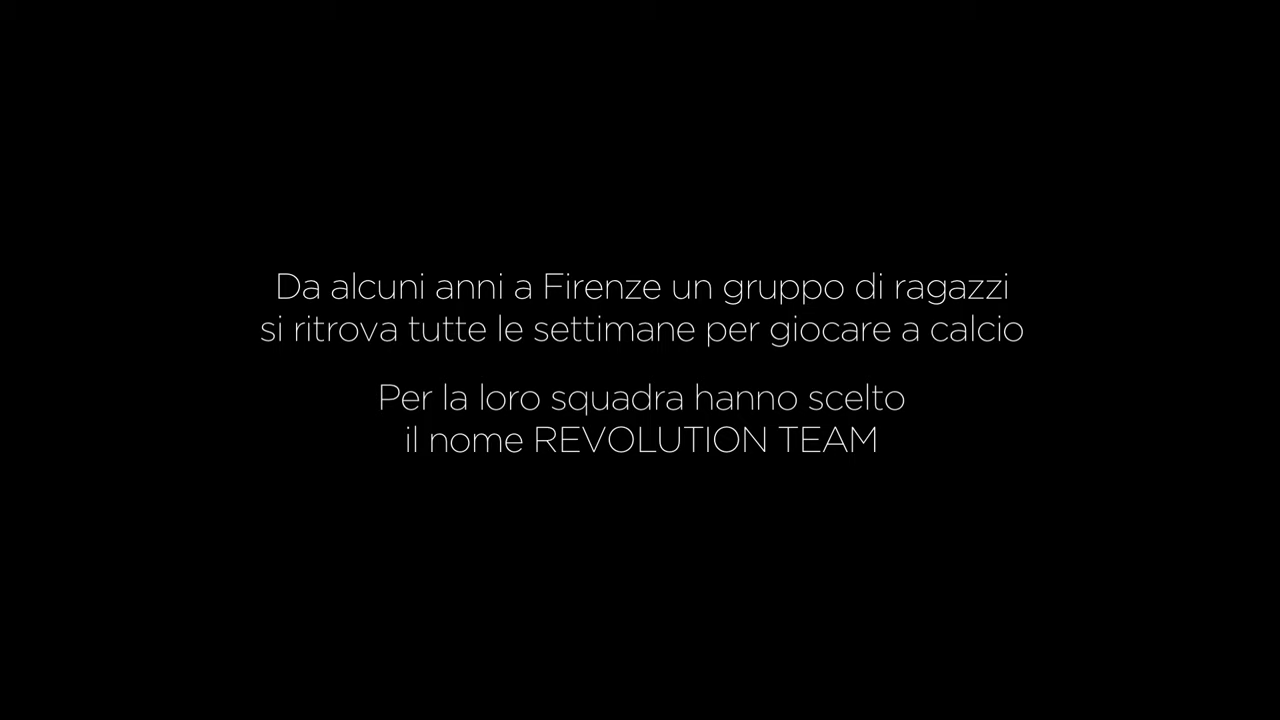 Da alcuni anni a Firenze un gruppo di ragazzi
si ritrova tutte le settimane per giocare a calcio
Per la loro squadra hanno scelto
il nome REVOLUTION TEAM